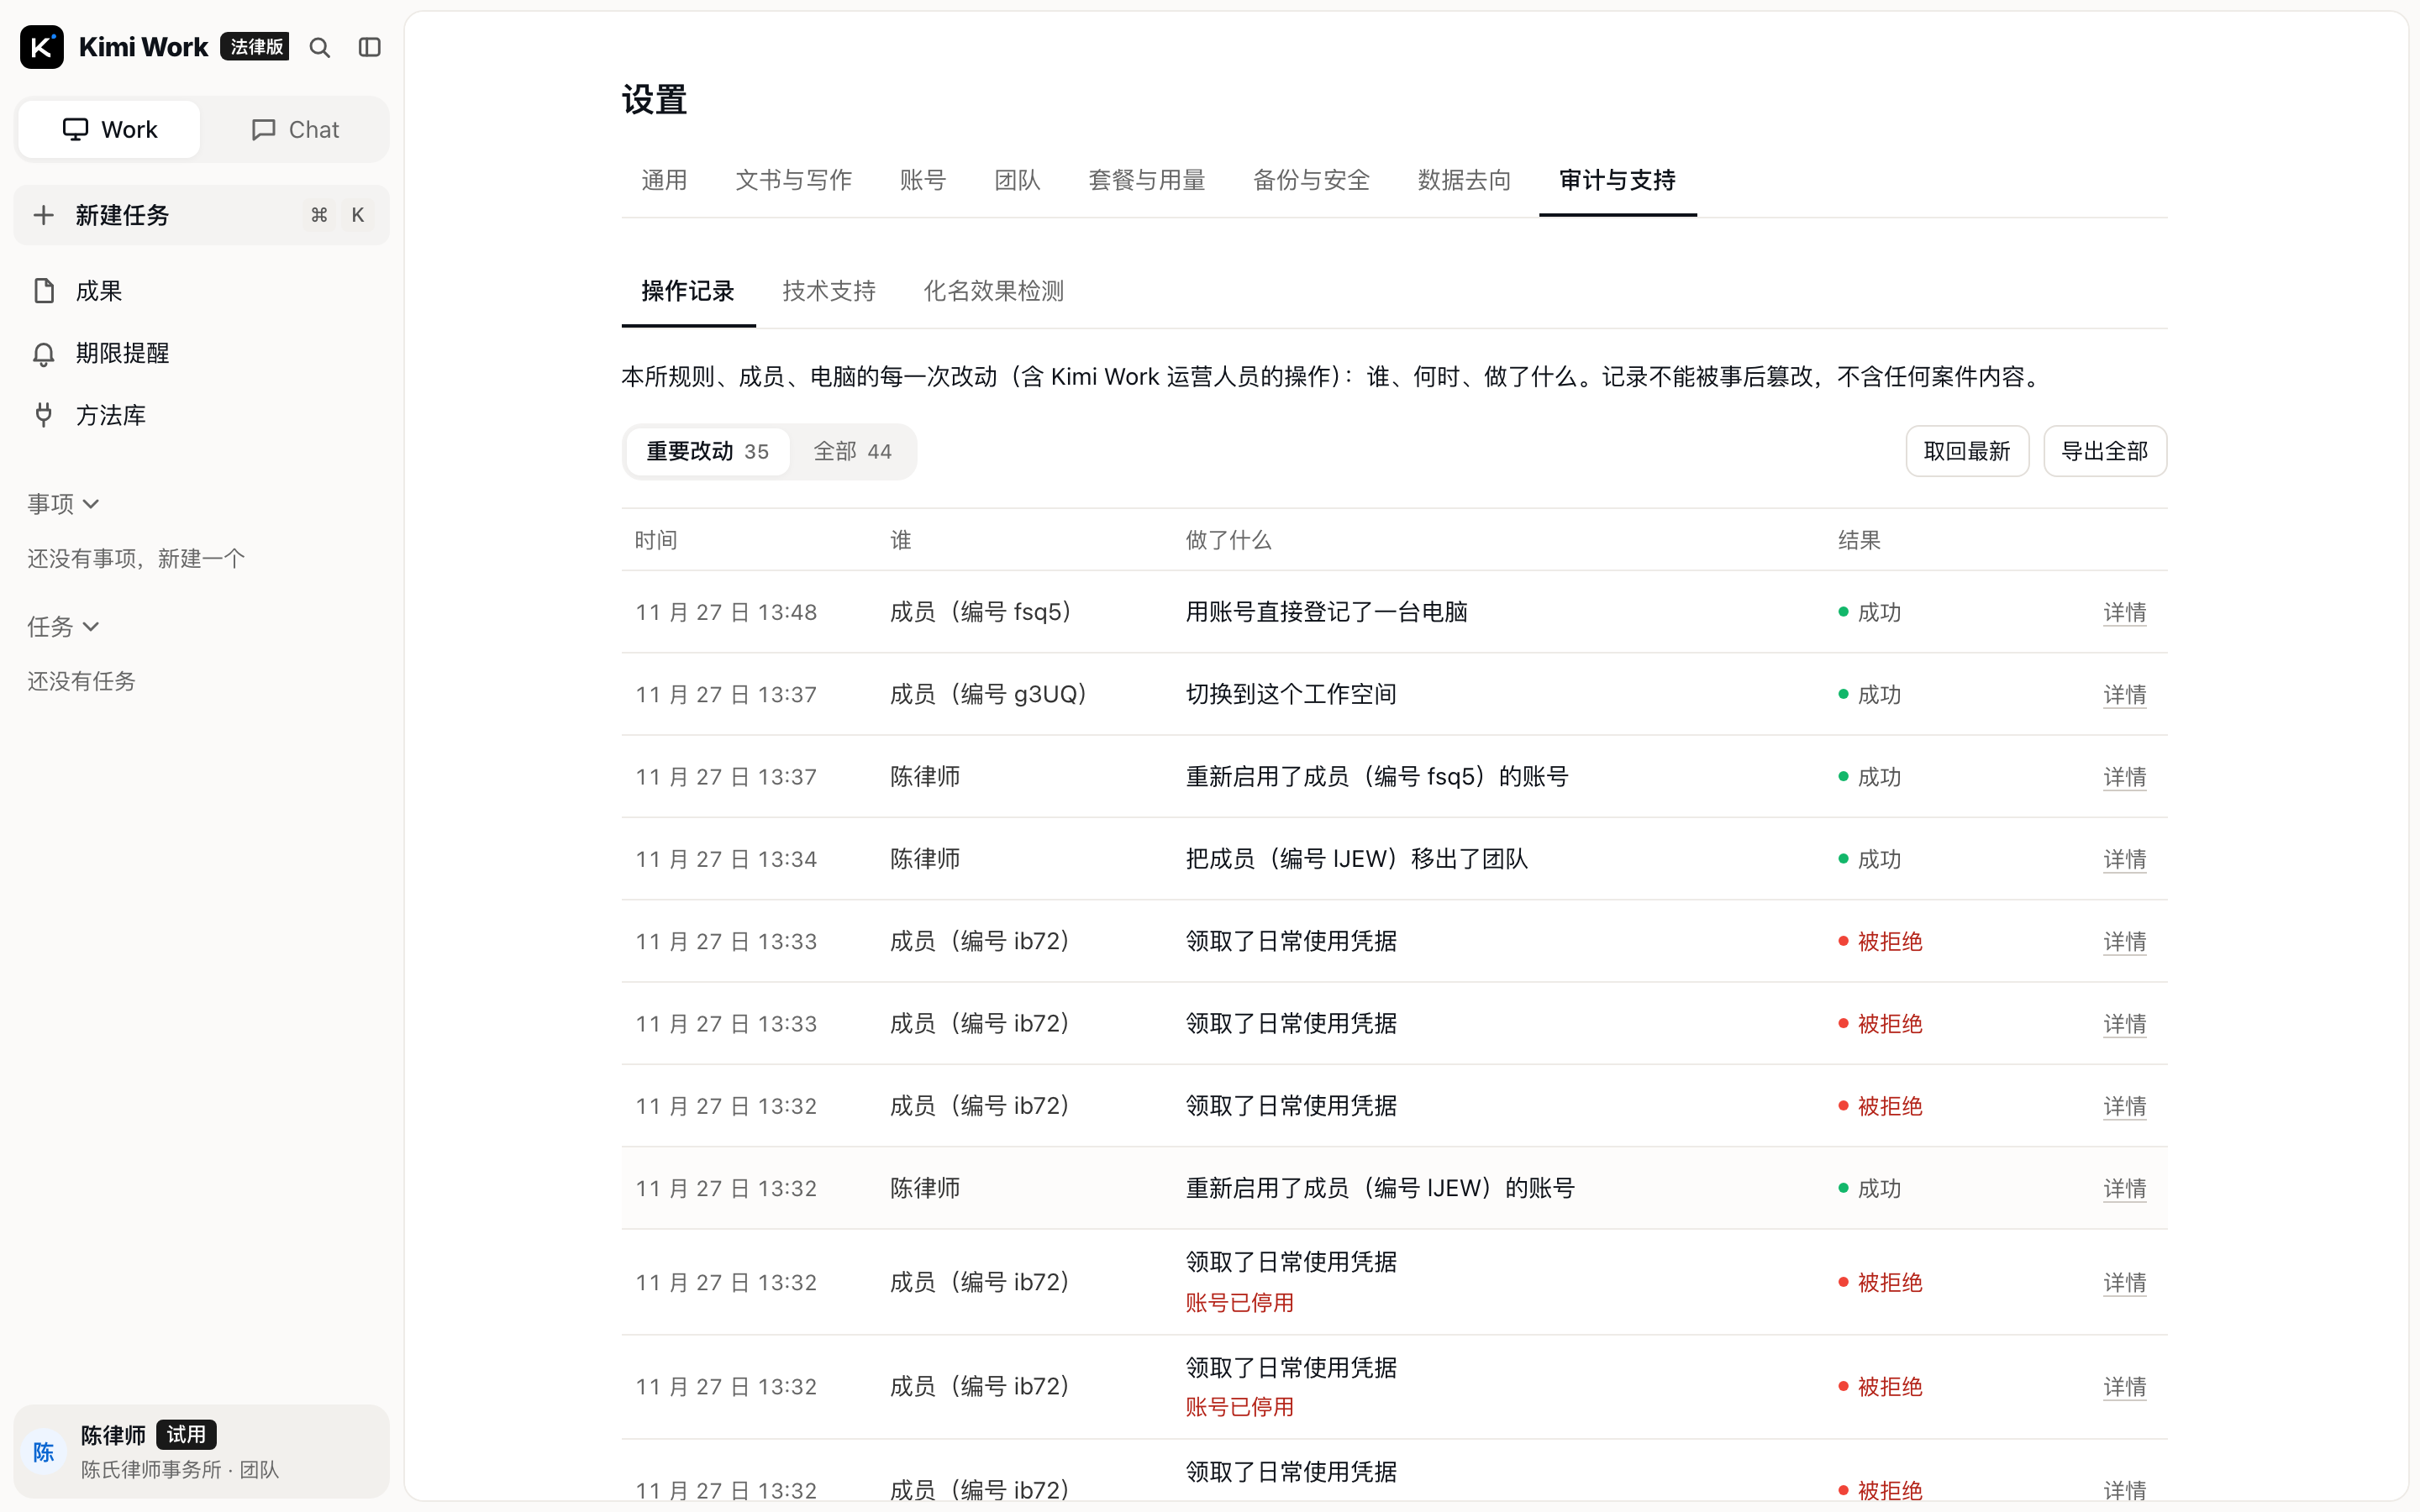 Kimi Work 法律版
Work
Chat
新建任务 ⌘ K
成果
期限提醒
方法库
事项
还没有事项，新建一个
任务
还没有任务
陈
陈律师 试用
陈氏律师事务所 · 团队
设置
通用 文书与写作 账号 团队 套餐与用量 备份与安全 数据去向 审计与支持
操作记录 技术支持 化名效果检测
本所规则、成员、电脑的每一次改动（含 Kimi Work 运营人员的操作）：谁、何时、做了什么。记录不能被事后篡改，不含任何案件内容。
重要改动 35 全部 44 取回最新 导出全部
时间 谁 做了什么 结果
11 月 27 日 13:48 成员（编号 fsq5） 用账号直接登记了一台电脑 成功 详情
11 月 27 日 13:37 成员（编号 g3UQ） 切换到这个工作空间 成功 详情
11 月 27 日 13:37 陈律师 重新启用了成员（编号 fsq5）的账号 成功 详情
11 月 27 日 13:34 陈律师 把成员（编号 lJEW）移出了团队 成功 详情
11 月 27 日 13:33 成员（编号 ib72） 领取了日常使用凭据 被拒绝 详情
11 月 27 日 13:33 成员（编号 ib72） 领取了日常使用凭据 被拒绝 详情
11 月 27 日 13:32 成员（编号 ib72） 领取了日常使用凭据 被拒绝 详情
11 月 27 日 13:32 陈律师 重新启用了成员（编号 lJEW）的账号 成功 详情
11 月 27 日 13:32 成员（编号 ib72） 领取了日常使用凭据 被拒绝 详情
账号已停用
11 月 27 日 13:32 成员（编号 ib72） 领取了日常使用凭据 被拒绝 详情
账号已停用
11 月 27 日 13:32 成员（编号 ib72） 领取了日常使用凭据 被拒绝 详情